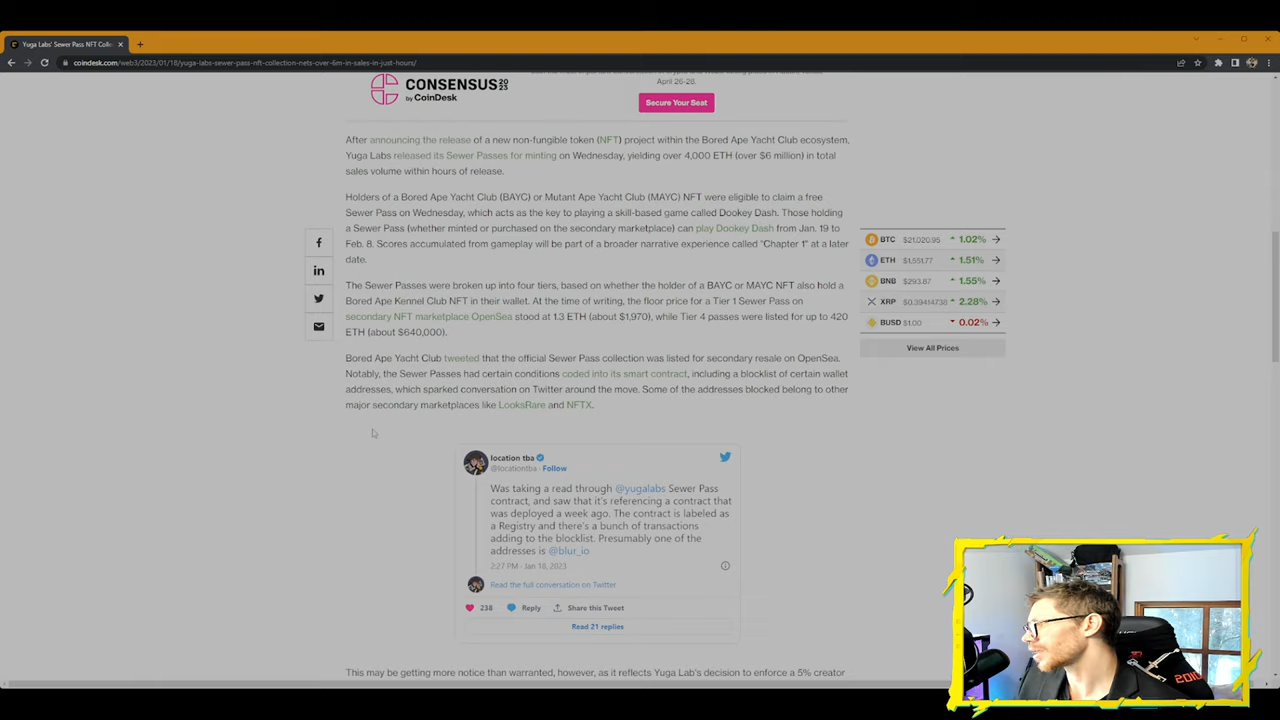 Yuga Labs' Sewer Pass NFT Colle
coindesk.com/web3/2023/01/18/yuga-labs-sewer-pass-nft-collection-nets-over-6m-in-sales-in-just-hours/
CONSENSUS 2023
by CoinDesk
April 26-28.
Secure Your Seat
After announcing the release of a new non-fungible token (NFT) project within the Bored Ape Yacht Club ecosystem,
Yuga Labs released its Sewer Passes for minting on Wednesday, yielding over 4,000 ETH (over $6 million) in total
sales volume within hours of release.
Holders of a Bored Ape Yacht Club (BAYC) or Mutant Ape Yacht Club (MAYC) NFT were eligible to claim a free
Sewer Pass on Wednesday, which acts as the key to playing a skill-based game called Dookey Dash. Those holding
a Sewer Pass (whether minted or purchased on the secondary marketplace) can play Dookey Dash from Jan. 19 to
Feb. 8. Scores accumulated from gameplay will be part of a broader narrative experience called "Chapter 1" at a later
date.
The Sewer Passes were broken up into four tiers, based on whether the holder of a BAYC or MAYC NFT also hold a
Bored Ape Kennel Club NFT in their wallet. At the time of writing, the floor price for a Tier 1 Sewer Pass on
secondary NFT marketplace OpenSea stood at 1.3 ETH (about $1,970), while Tier 4 passes were listed for up to 420
ETH (about $640,000).
Bored Ape Yacht Club tweeted that the official Sewer Pass collection was listed for secondary resale on OpenSea.
Notably, the Sewer Passes had certain conditions coded into its smart contract, including a blocklist of certain wallet
addresses, which sparked conversation on Twitter around the move. Some of the addresses blocked belong to other
major secondary marketplaces like LooksRare and NFTX.
BTC $21,020.95 1.02%
ETH $1,551.77 1.51%
BNB $293.87 1.55%
XRP $0.39414738 2.28%
BUSD $1.00 0.02%
View All Prices
location tba
@locationtba · Follow
Was taking a read through @yugalabs Sewer Pass
contract, and saw that it's referencing a contract that
was deployed a week ago. The contract is labeled as
a Registry and there's a bunch of transactions
adding to the blocklist. Presumably one of the
addresses is @blur_io
2:27 PM · Jan 18, 2023
Read the full conversation on Twitter
238 Reply Share this Tweet
Read 21 replies
This may be getting more notice than warranted, however, as it reflects Yuga Lab's decision to enforce a 5% creator